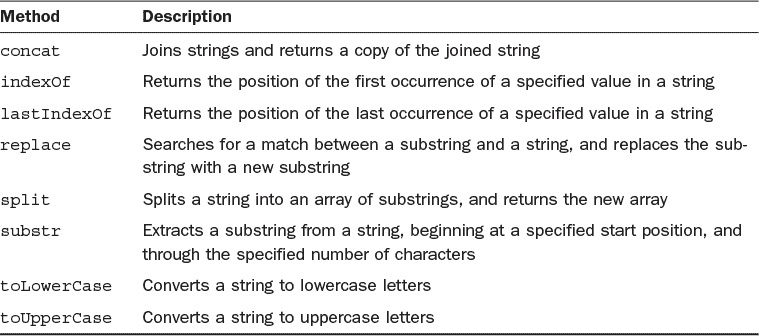 Method Description
concat Joins strings and returns a copy of the joined string
indexOf Returns the position of the first occurrence of a specified value in a string
lastIndexOf Returns the position of the last occurrence of a specified value in a string
replace Searches for a match between a substring and a string, and replaces the sub-
string with a new substring
split Splits a string into an array of substrings, and returns the new array
substr Extracts a substring from a string, beginning at a specified start position, and
through the specified number of characters
toLowerCase Converts a string to lowercase letters
toUpperCase Converts a string to uppercase letters